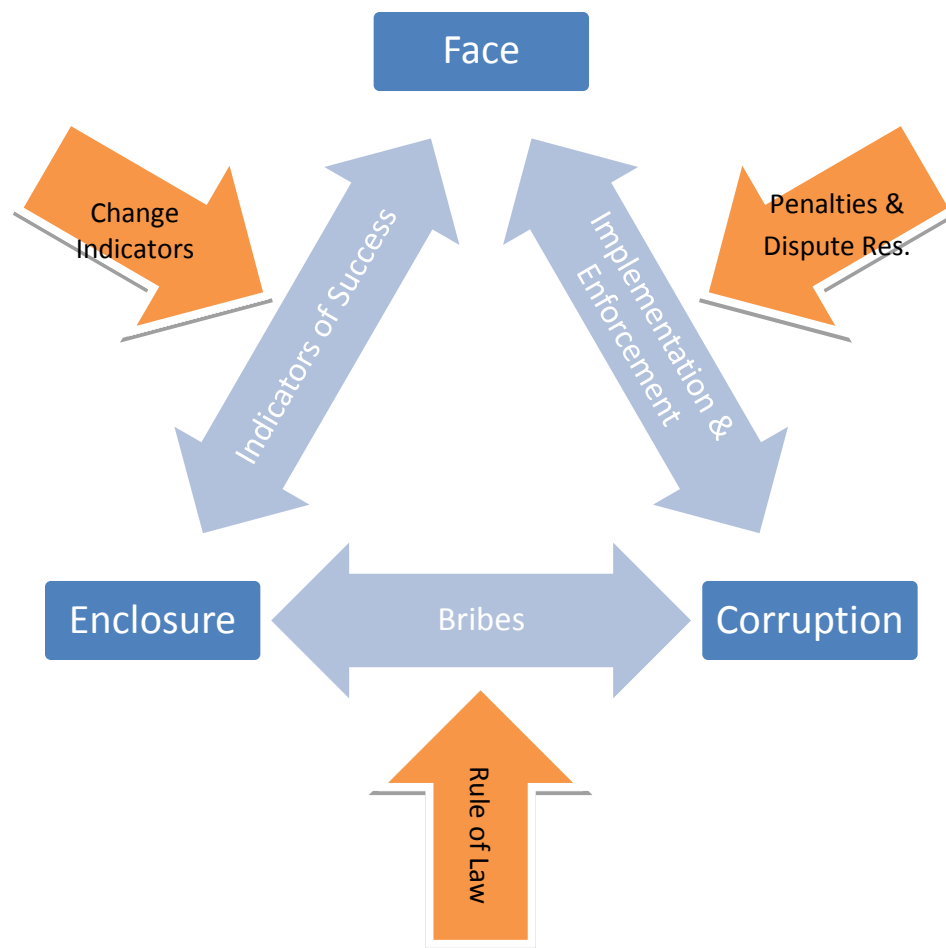 Face
Change
Indicators
Penalties &
Dispute Res.
Indicators of Success
Implementation &
Enforcement
Enclosure
Bribes
Corruption
Rule of Law